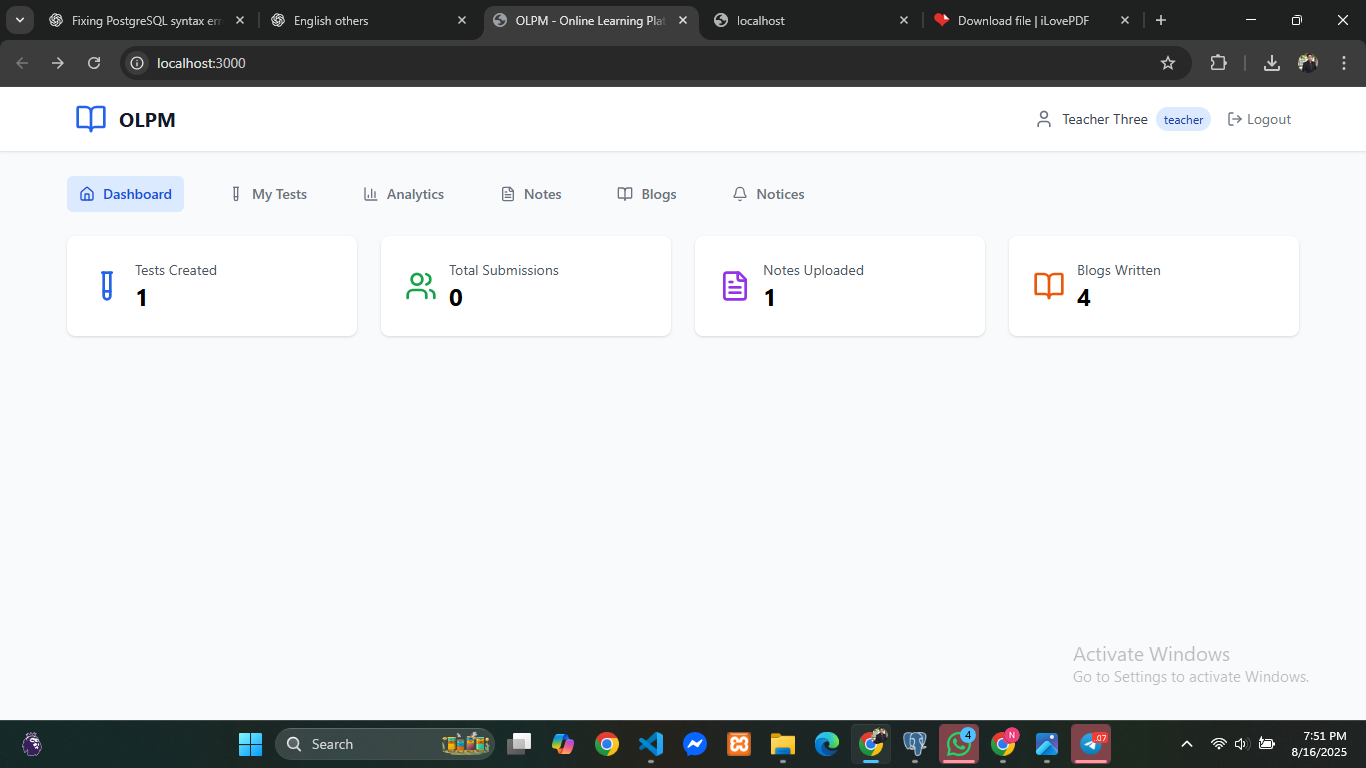 Fixing PostgreSQL syntax err
English others
OLPM - Online Learning Plat
localhost
Download file | iLovePDF
localhost:3000
OLPM
Teacher Three
teacher
Logout
Dashboard
My Tests
Analytics
Notes
Blogs
Notices
Tests Created
1
Total Submissions
0
Notes Uploaded
1
Blogs Written
4
Activate Windows
Go to Settings to activate Windows.
Search
4
N
.07
7:51 PM
8/16/2025